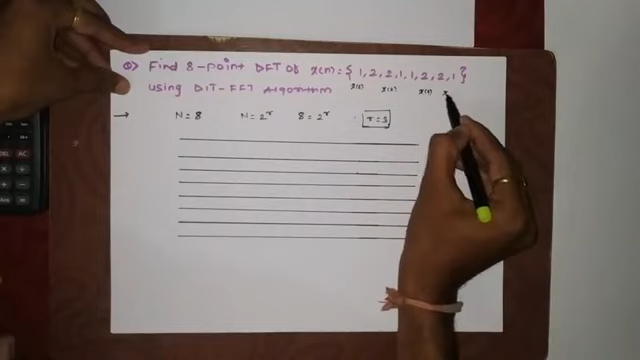 Q) Find 8-point DFT of x(n) = { 1, 2, 2, 1, 1, 2, 2, 1 }
using DIT-FFT Algorithm
→ N = 8 N = 2^r 8 = 2^r r = 3